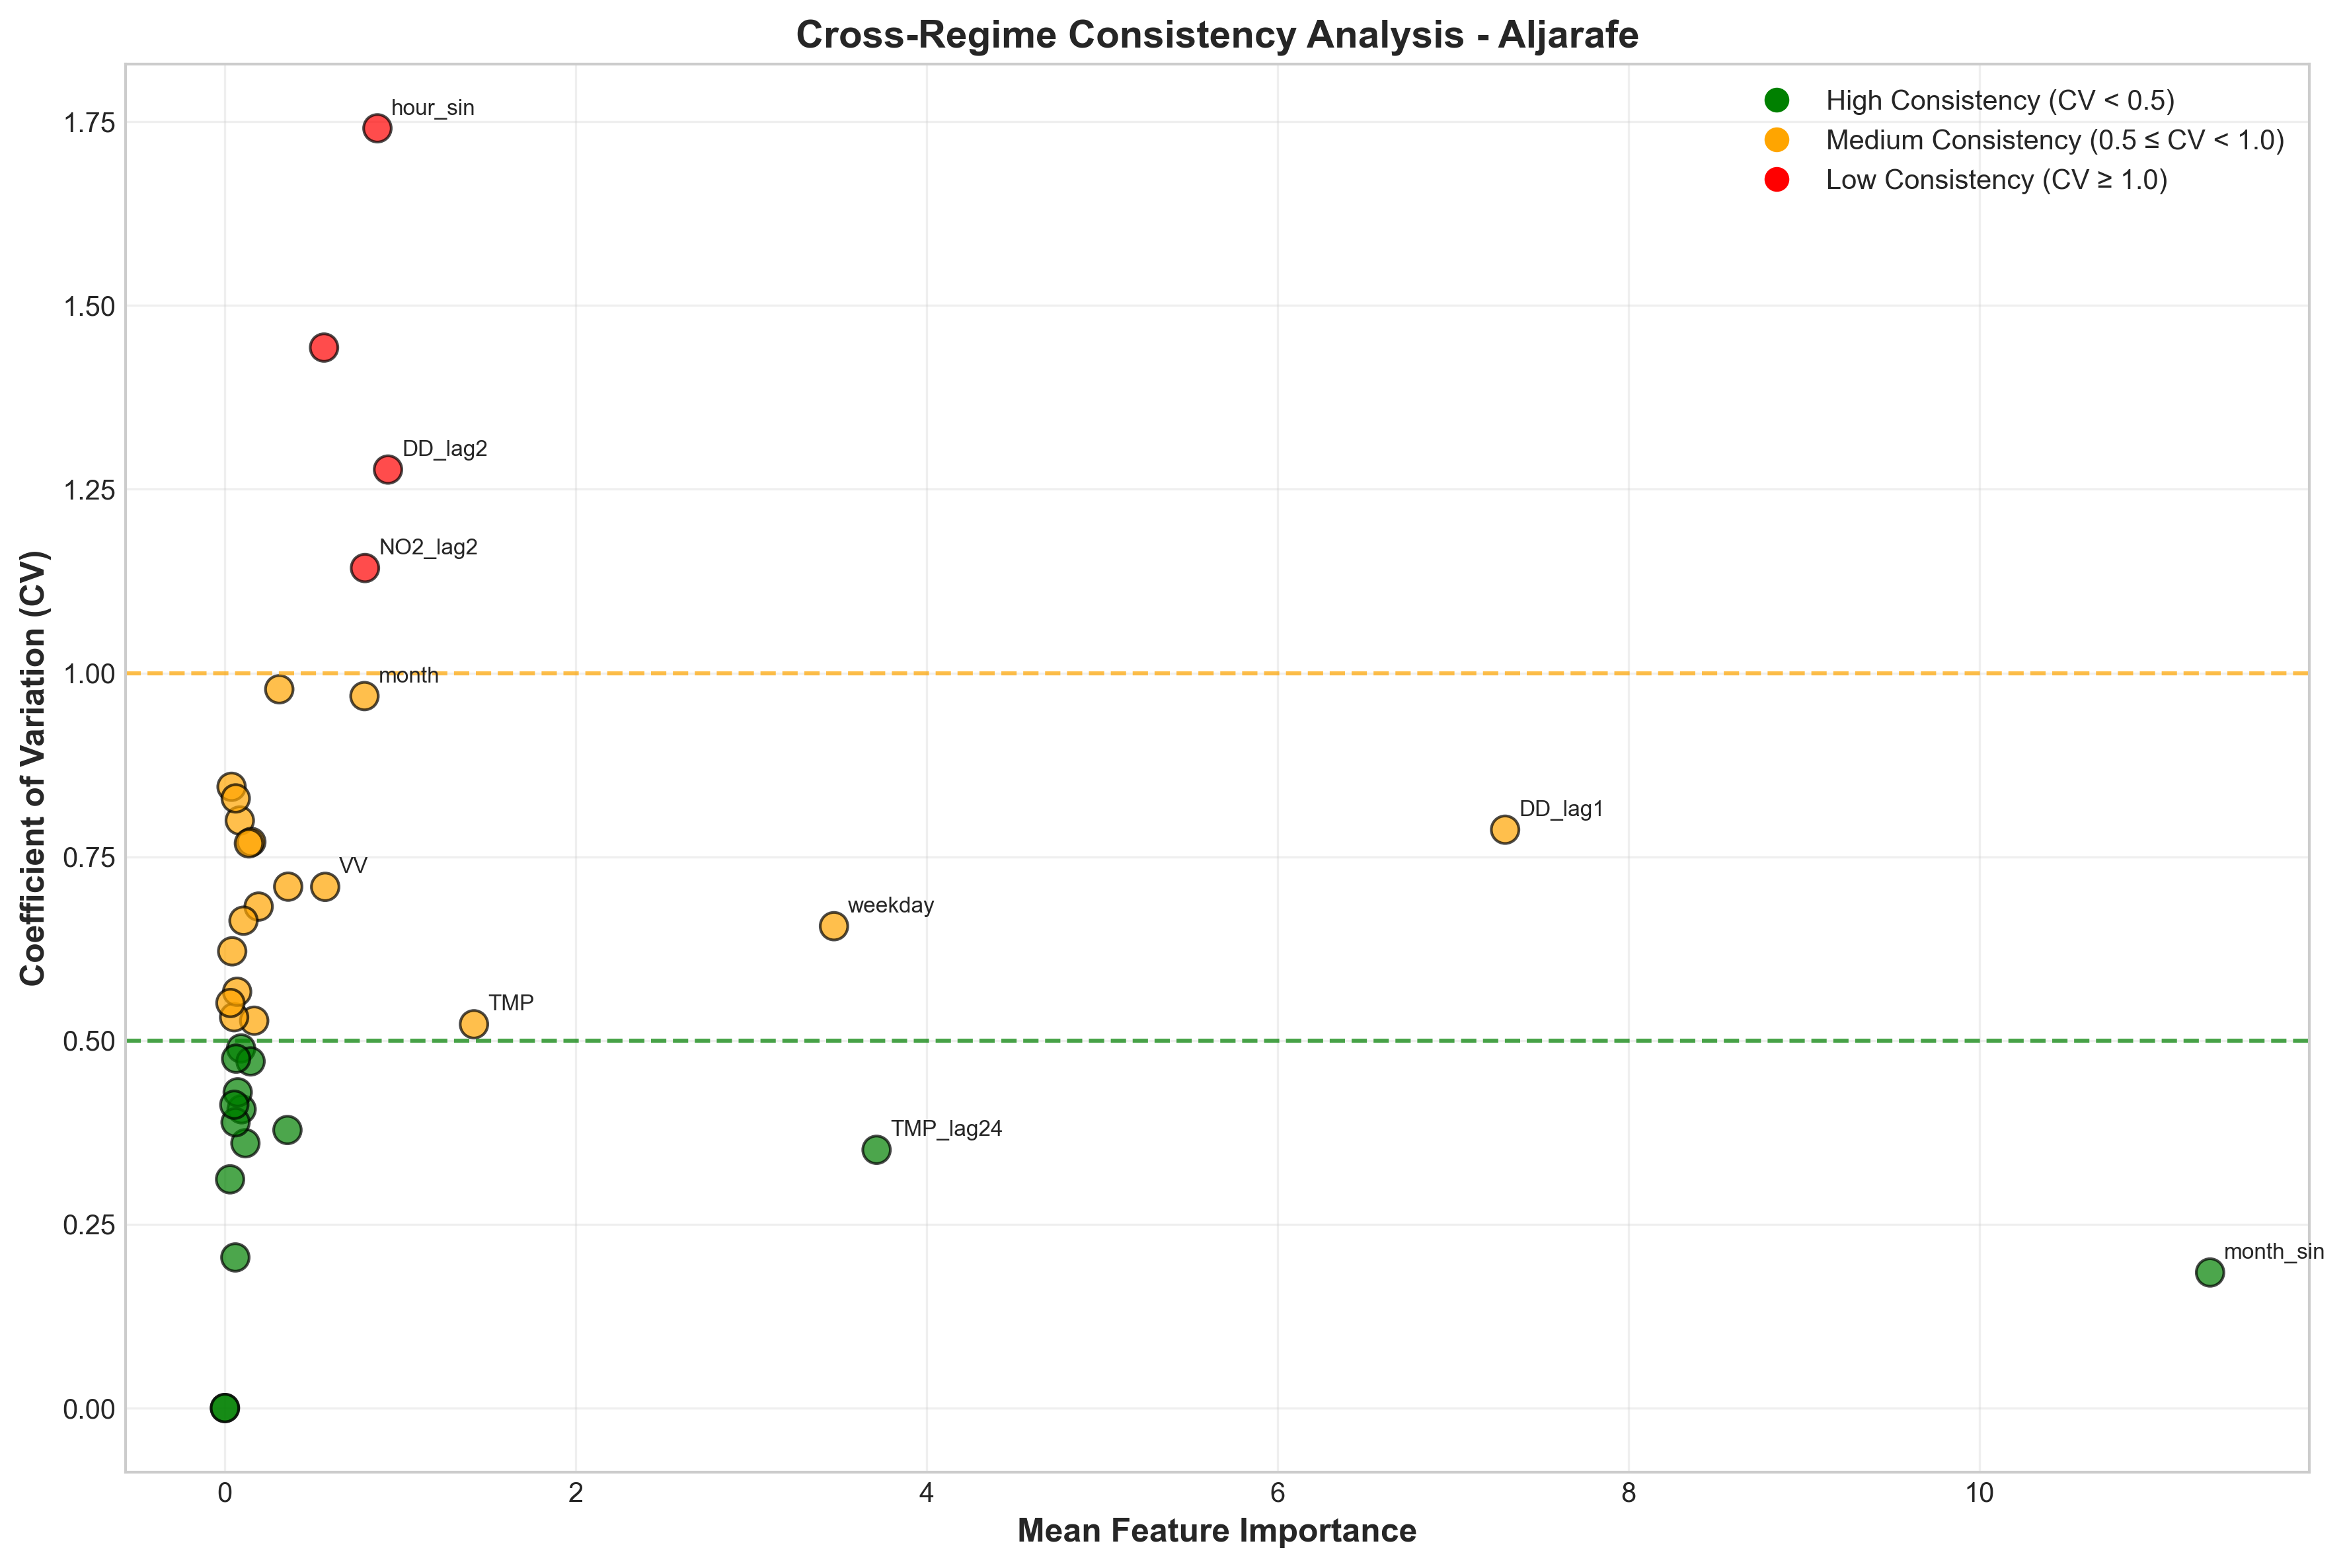 Cross-Regime Consistency Analysis - Aljarafe
High Consistency (CV < 0.5)
Medium Consistency (0.5 ≤ CV < 1.0)
Low Consistency (CV ≥ 1.0)
Coefficient of Variation (CV)
1.75
1.50
1.25
1.00
0.75
0.50
0.25
0.00
hour_sin
DD_lag2
NO2_lag2
month
DD_lag1
VV
weekday
TMP
TMP_lag24
month_sin
0 2 4 6 8 10
Mean Feature Importance